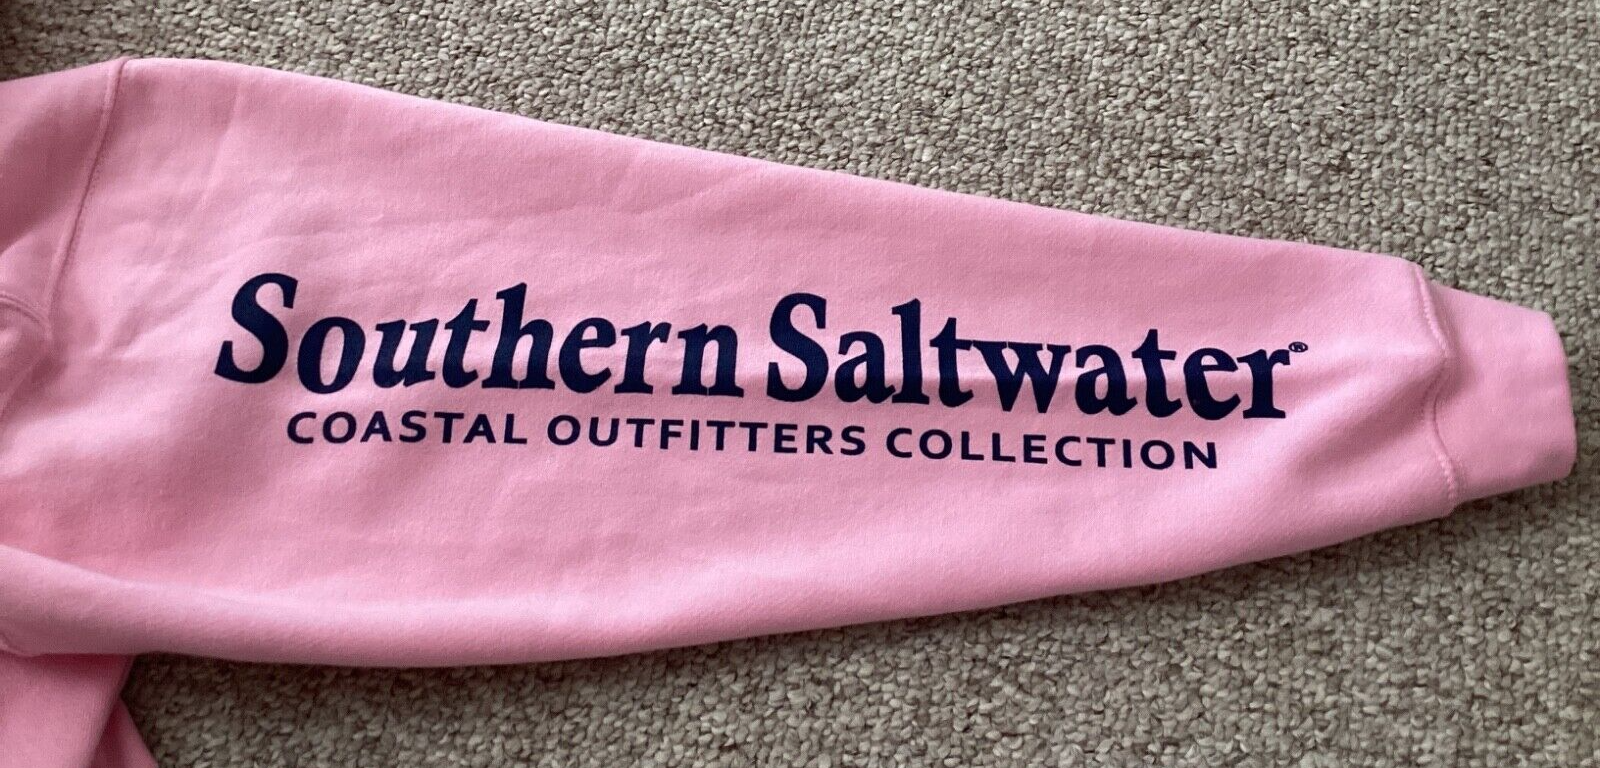 Southern Saltwater®
COASTAL OUTFITTERS COLLECTION